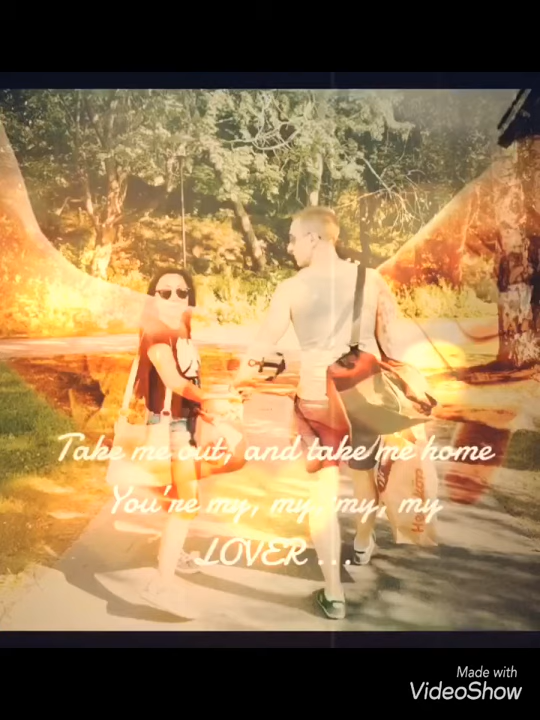 Take me out, and take me home
You're my, my, my, my
LOVER ...
Made with
VideoShow